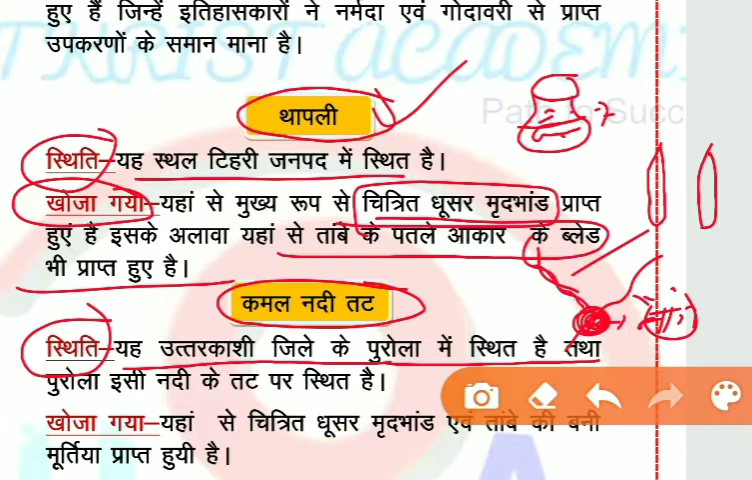 हुए हैं जिन्हें इतिहासकारों ने नर्मदा एवं गोदावरी से प्राप्त
उपकरणों के समान माना है।
थापली
स्थिति–यह स्थल टिहरी जनपद में स्थित है।
खोजा गया–यहां से मुख्य रूप से चित्रित धूसर मृदभांड प्राप्त
हुएं है इसके अलावा यहां से तांबे के पतले आकार के ब्लेड
भी प्राप्त हुए है।
कमल नदी तट
स्थिति–यह उत्तरकाशी जिले के पुरोला में स्थित है तथा
पुरोला इसी नदी के तट पर स्थित है।
खोजा गया–यहां से चित्रित धूसर मृदभांड एवं तांबे की बनी
मूर्तिया प्राप्त हुयी है।